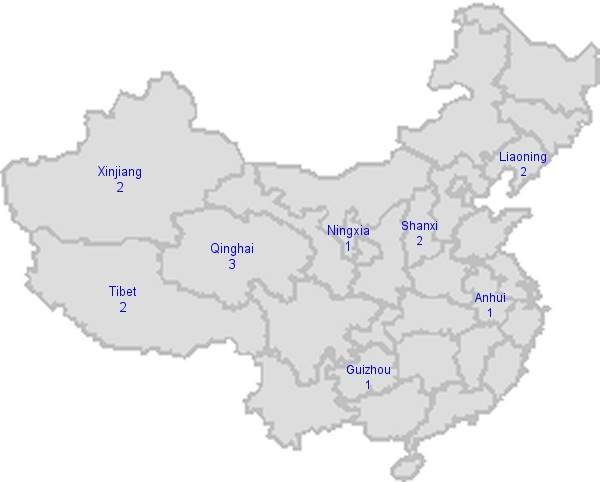 Liaoning
2
Xinjiang
2
Ningxia
1
Shanxi
2
Qinghai
3
Tibet
2
Anhui
1
Guizhou
1